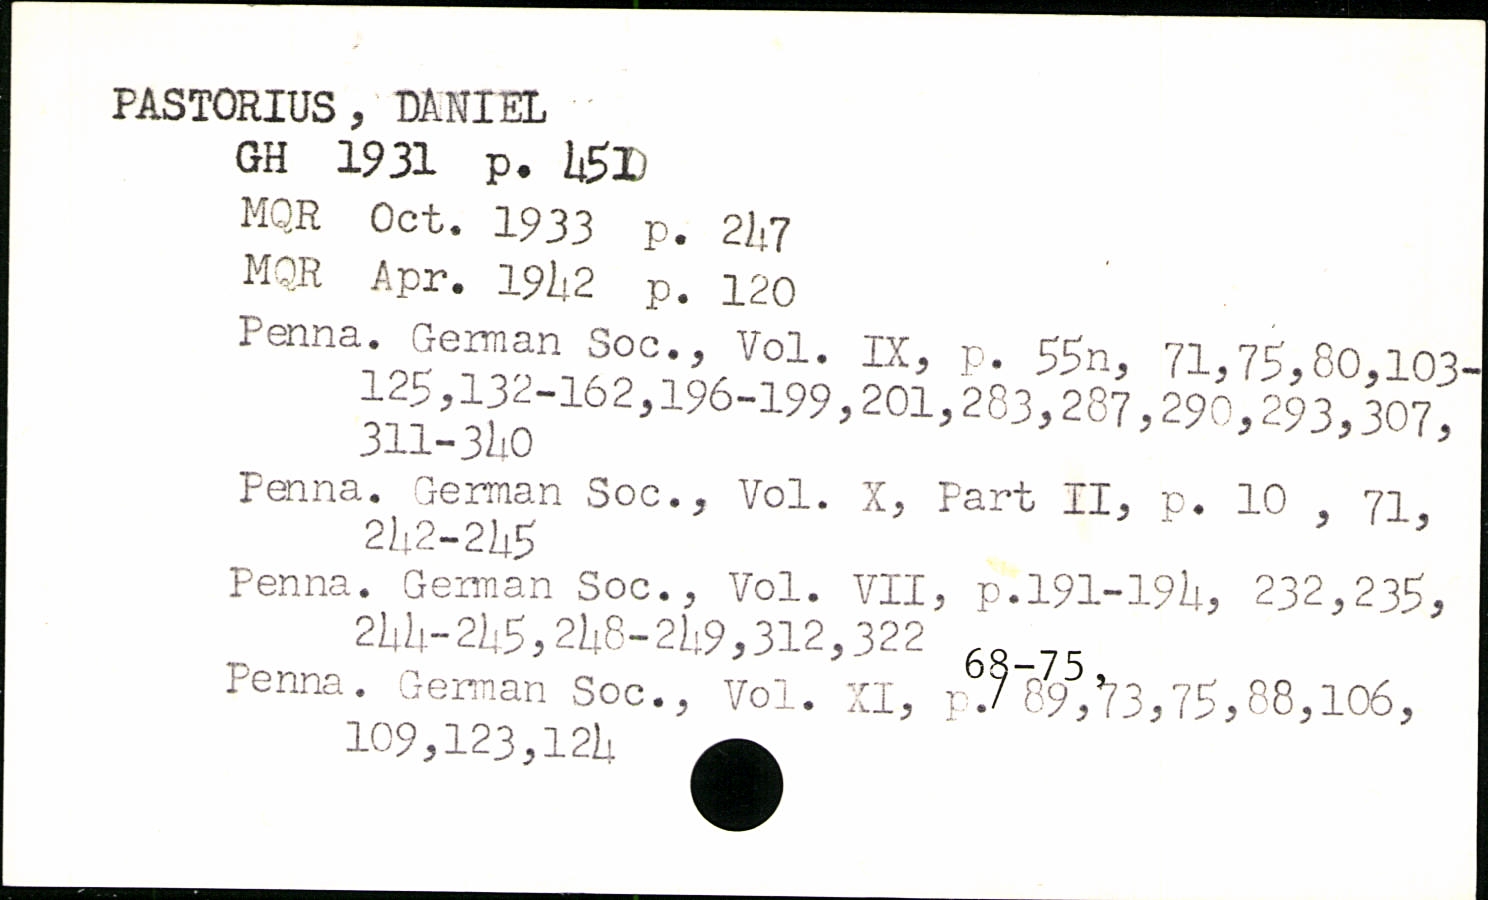 PASTORIUS, DANIEL
GH 1931 p. 451
MQR Oct. 1933 p. 247
MQR Apr. 1942 p. 120
Penna. German Soc., Vol. IX, p. 55n, 71,75,80,103-
125,132-162,196-199,201,283,287,290,293,307,
311-340
Penna. German Soc., Vol. X, Part II, p. 10 , 71,
242-245
Penna. German Soc., Vol. VII, p.191-194, 232,235,
244-245,248-249,312,322
68-75,
Penna. German Soc., Vol. XI, p./ 89,73,75,88,106,
109,123,124